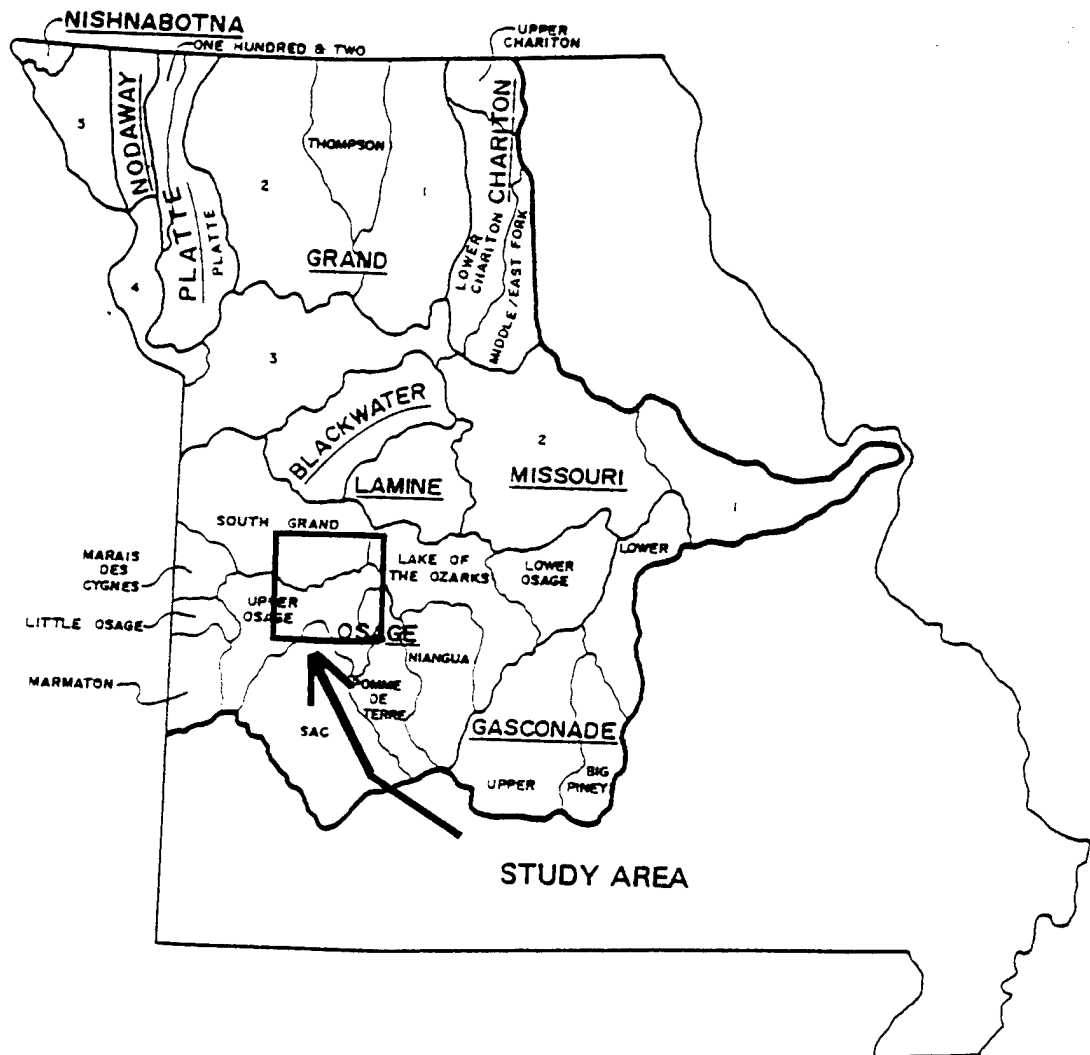 NISHNABOTNA
ONE HUNDRED & TWO
UPPER
CHARITON
5
NODAWAY
PLATTE
PLATTE
4
2
THOMPSON
1
GRAND
CHARITON
LOWER
CHARITON
MIDDLE/EAST FORK
3
BLACKWATER
LAMINE
2
MISSOURI
1
SOUTH GRAND
MARAIS
DES
CYGNES
LAKE OF
THE OZARKS
LOWER
OSAGE
LOWER
UPPER
OSAGE
LITTLE OSAGE
OSAGE
NIANGUA
MARMATON
POMME
DE
TERRE
SAC
GASCONADE
UPPER
BIG
PINEY
STUDY AREA